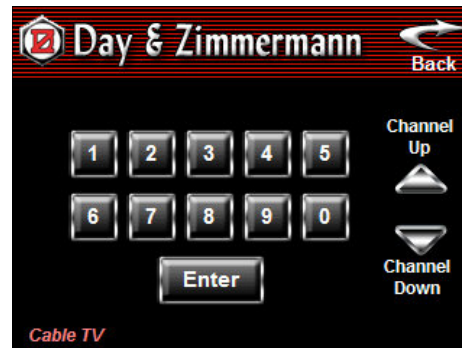 Day & Zimmermann
Back
1 2 3 4 5
Channel
Up
6 7 8 9 0
Enter
Channel
Down
Cable TV